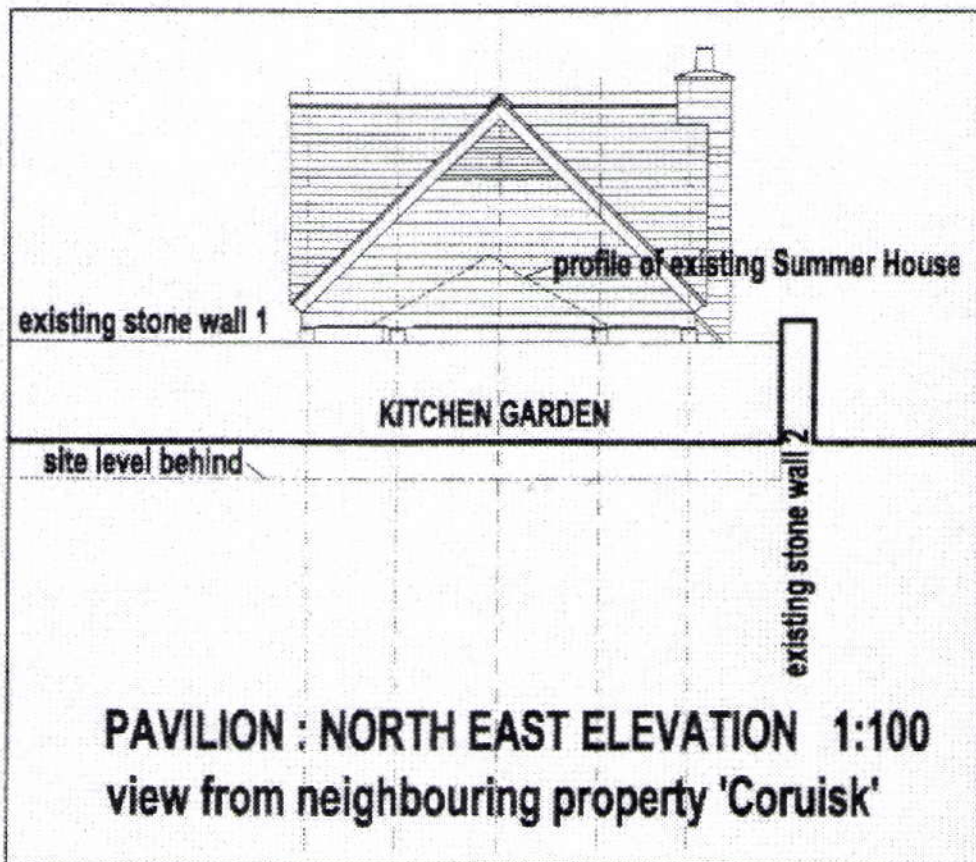 profile of existing Summer House
existing stone wall 1
KITCHEN GARDEN
site level behind
existing stone wall 2
PAVILION : NORTH EAST ELEVATION 1:100
view from neighbouring property 'Coruisk'